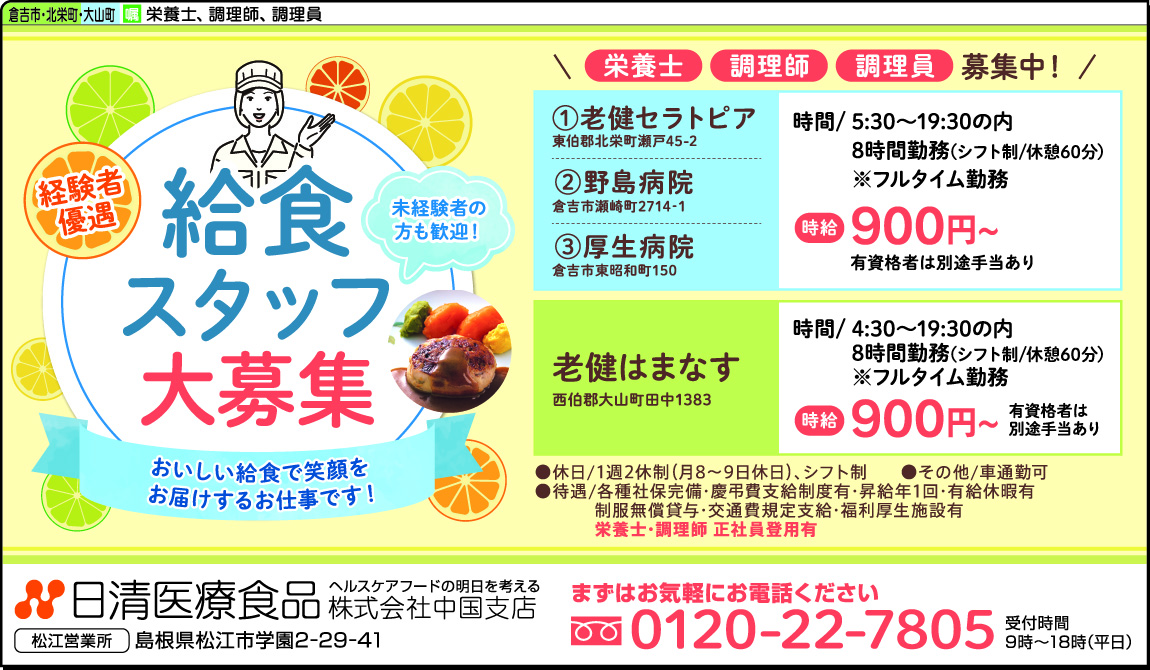 倉吉市・北栄町・大山町 嘱 栄養士、調理師、調理員
経験者
優遇
給食
スタッフ
大募集
未経験者の
方も歓迎！
おいしい給食で笑顔を
お届けするお仕事です！
栄養士 調理師 調理員 募集中！
①老健セラトピア
東伯郡北栄町瀬戸45-2
②野島病院
倉吉市瀬崎町2714-1
③厚生病院
倉吉市東昭和町150
時間/ 5:30〜19:30の内
8時間勤務(シフト制/休憩60分)
※フルタイム勤務
時給 900円〜
有資格者は別途手当あり
老健はまなす
西伯郡大山町田中1383
時間/ 4:30〜19:30の内
8時間勤務(シフト制/休憩60分)
※フルタイム勤務
時給 900円〜
有資格者は
別途手当あり
●休日/1週2休制(月8〜9日休日)、シフト制 ●その他/車通勤可
●待遇/各種社保完備・慶弔費支給制度有・昇給年1回・有給休暇有
制服無償貸与・交通費規定支給・福利厚生施設有
栄養士・調理師 正社員登用有
日清医療食品
ヘルスケアフードの明日を考える
株式会社中国支店
松江営業所 島根県松江市学園2-29-41
まずはお気軽にお電話ください
0120-22-7805
受付時間
9時〜18時(平日)